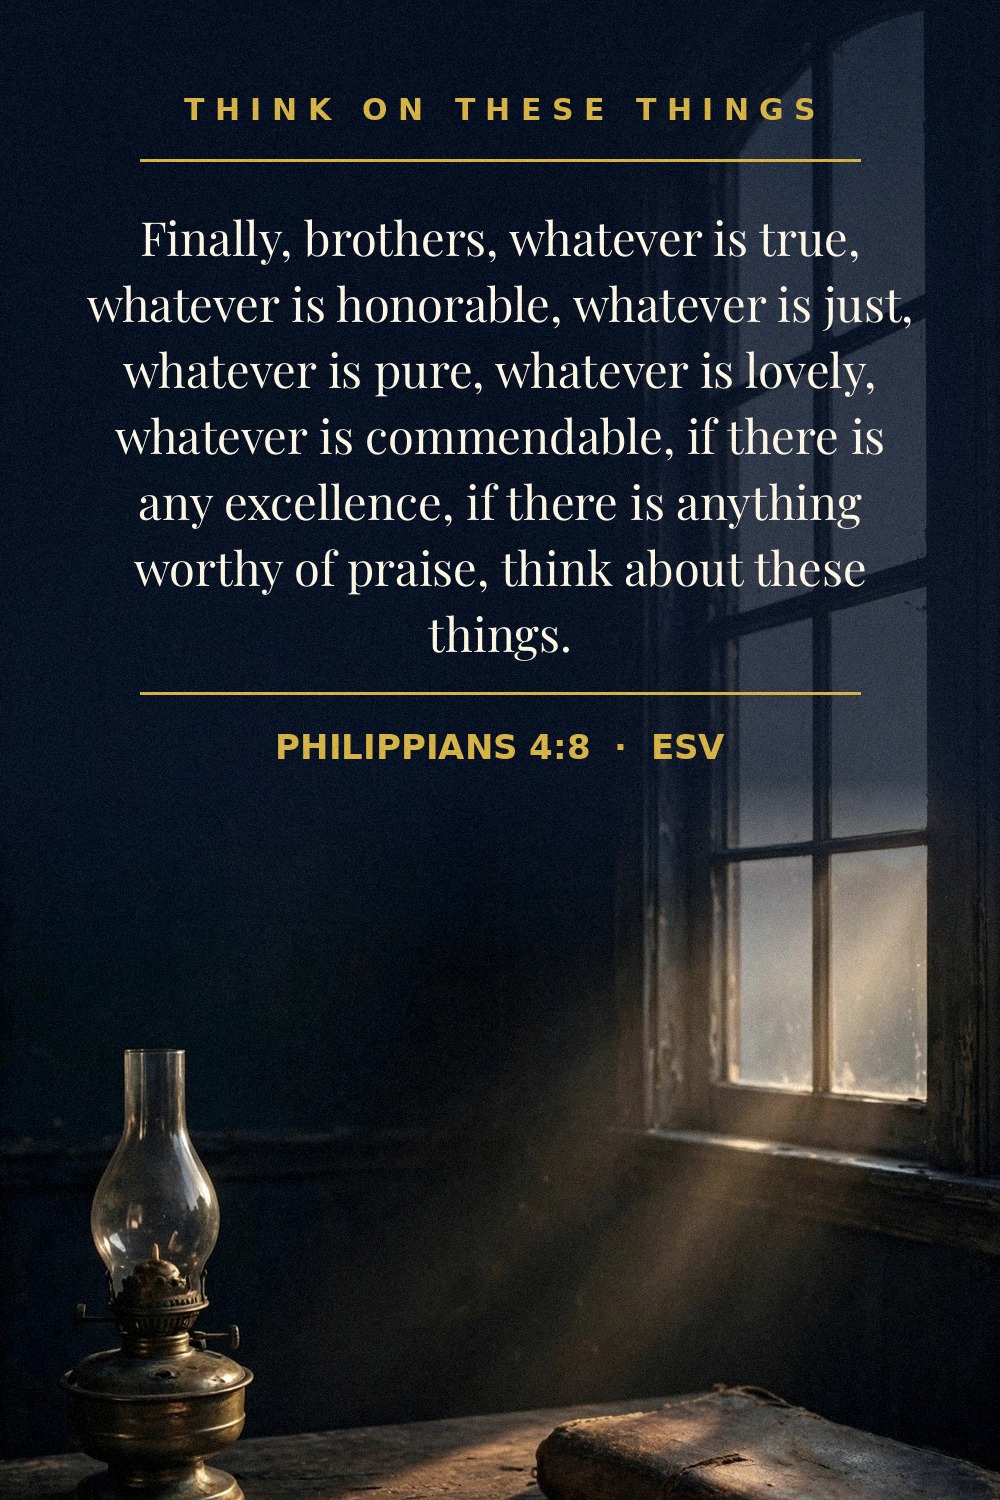 THINK ON THESE THINGS
Finally, brothers, whatever is true,
whatever is honorable, whatever is just,
whatever is pure, whatever is lovely,
whatever is commendable, if there is
any excellence, if there is anything
worthy of praise, think about these
things.
PHILIPPIANS 4:8 · ESV